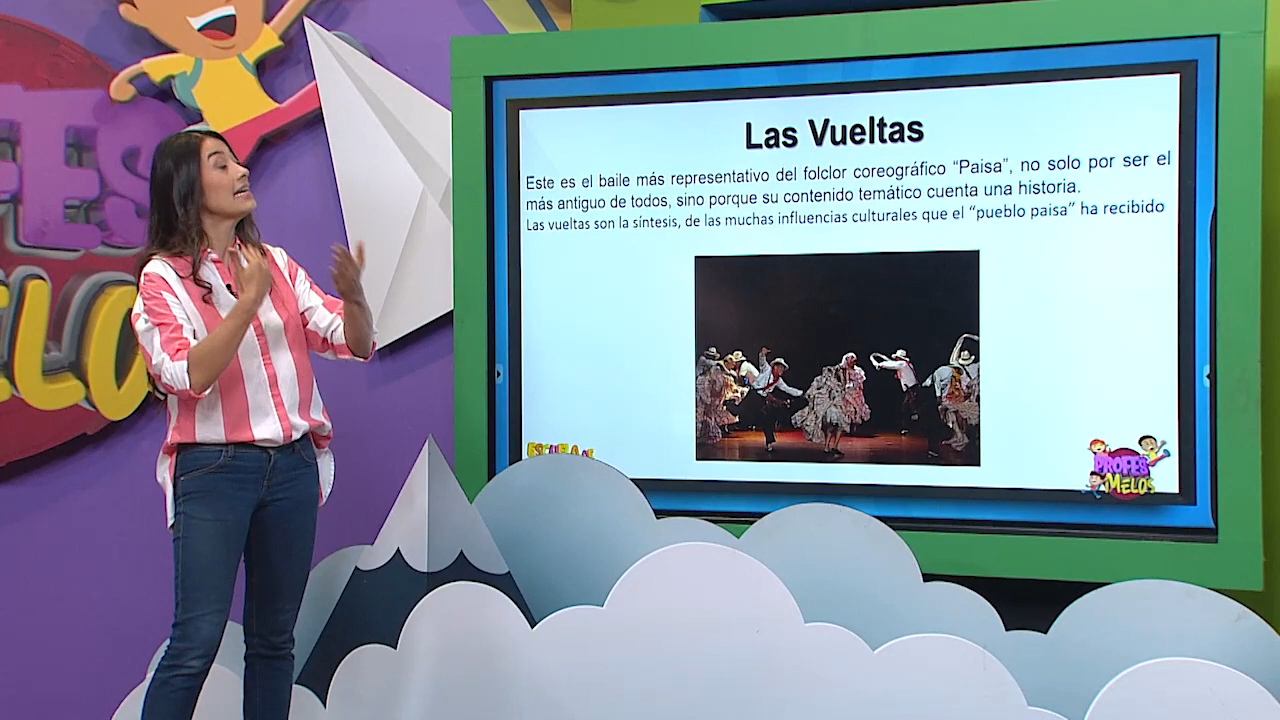 Las Vueltas
Este es el baile más representativo del folclor coreográfico “Paisa”, no solo por ser el
más antiguo de todos, sino porque su contenido temático cuenta una historia.
Las vueltas son la síntesis, de las muchas influencias culturales que el “pueblo paisa” ha recibido
ESCUELA DE
PROFES
MELOS